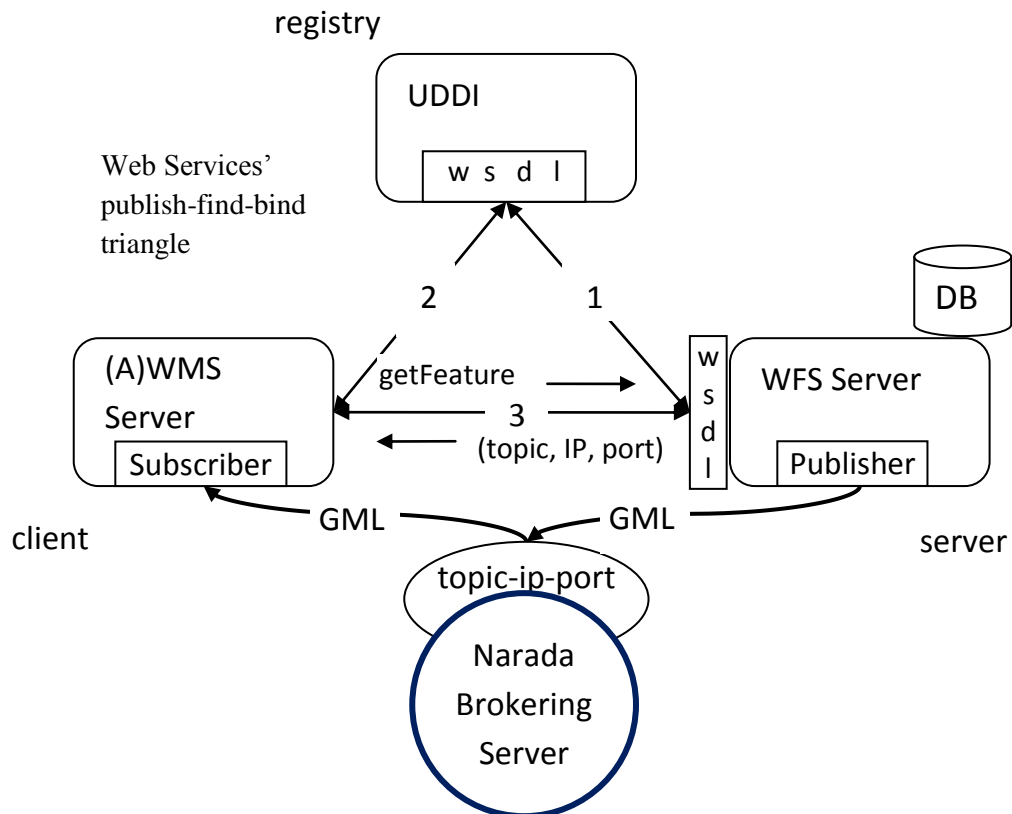 registry
UDDI
w s d l
Web Services’
publish-find-bind
triangle
2
1
DB
(A)WMS
Server
Subscriber
getFeature
3
(topic, IP, port)
w
s
d
l
WFS Server
Publisher
GML
GML
client
server
topic-ip-port
Narada
Brokering
Server